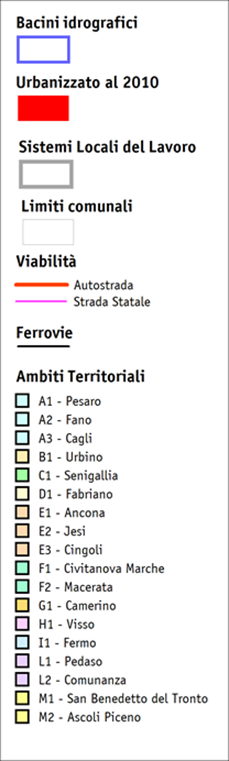 Bacini idrografici
Urbanizzato al 2010
Sistemi Locali del Lavoro
Limiti comunali
Viabilità
Autostrada
Strada Statale
Ferrovie
Ambiti Territoriali
A1 - Pesaro
A2 - Fano
A3 - Cagli
B1 - Urbino
C1 - Senigallia
D1 - Fabriano
E1 - Ancona
E2 - Jesi
E3 - Cingoli
F1 - Civitanova Marche
F2 - Macerata
G1 - Camerino
H1 - Visso
I1 - Fermo
L1 - Pedaso
L2 - Comunanza
M1 - San Benedetto del Tronto
M2 - Ascoli Piceno